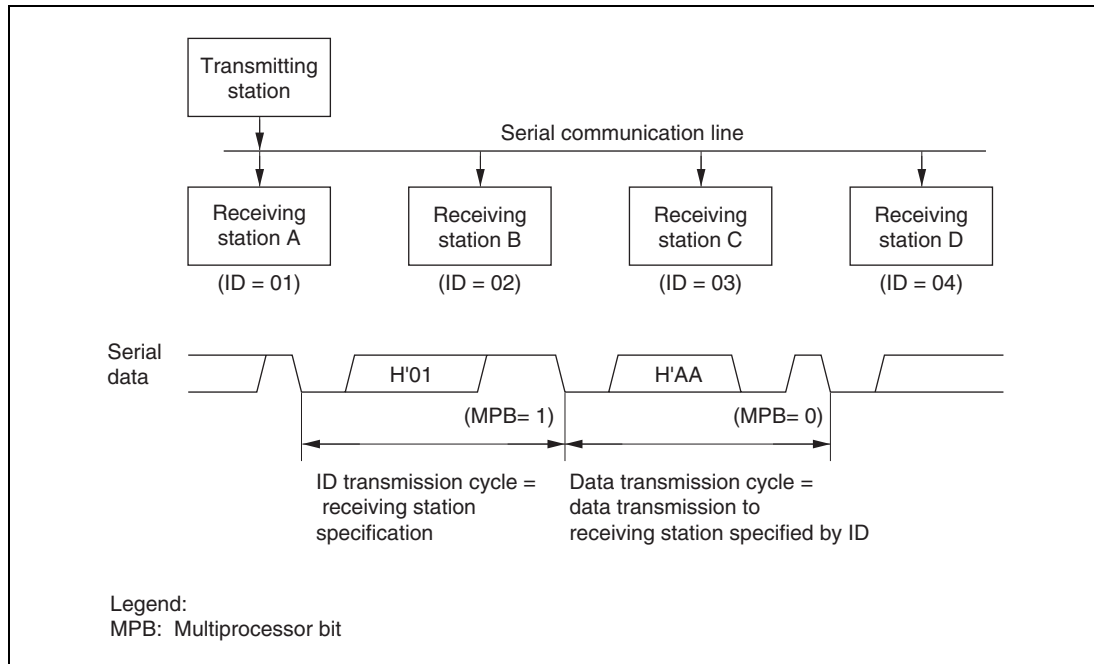 Transmitting
station
Serial communication line
Receiving
station A
Receiving
station B
Receiving
station C
Receiving
station D
(ID = 01)
(ID = 02)
(ID = 03)
(ID = 04)
Serial
data
H'01
H'AA
(MPB= 1)
(MPB= 0)
ID transmission cycle =
receiving station
specification
Data transmission cycle =
data transmission to
receiving station specified by ID
Legend:
MPB: Multiprocessor bit